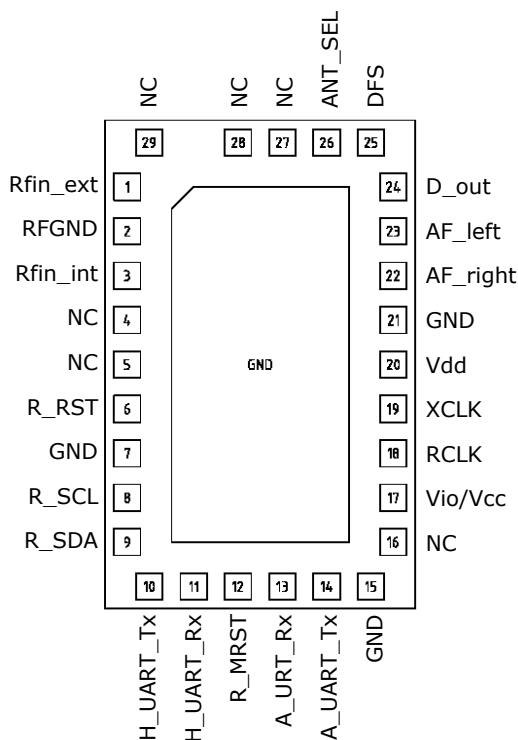 NC
NC
NC
ANT_SEL
DFS
29
28
27
26
25
Rfin_ext
1
24
D_out
RFGND
2
23
AF_left
Rfin_int
3
22
AF_right
NC
4
21
GND
NC
5
GND
20
Vdd
R_RST
6
19
XCLK
GND
7
18
RCLK
R_SCL
8
17
Vio/Vcc
R_SDA
9
16
NC
10
11
12
13
14
15
H_UART_Tx
H_UART_Rx
R_MRST
A_URT_Rx
A_UART_Tx
GND